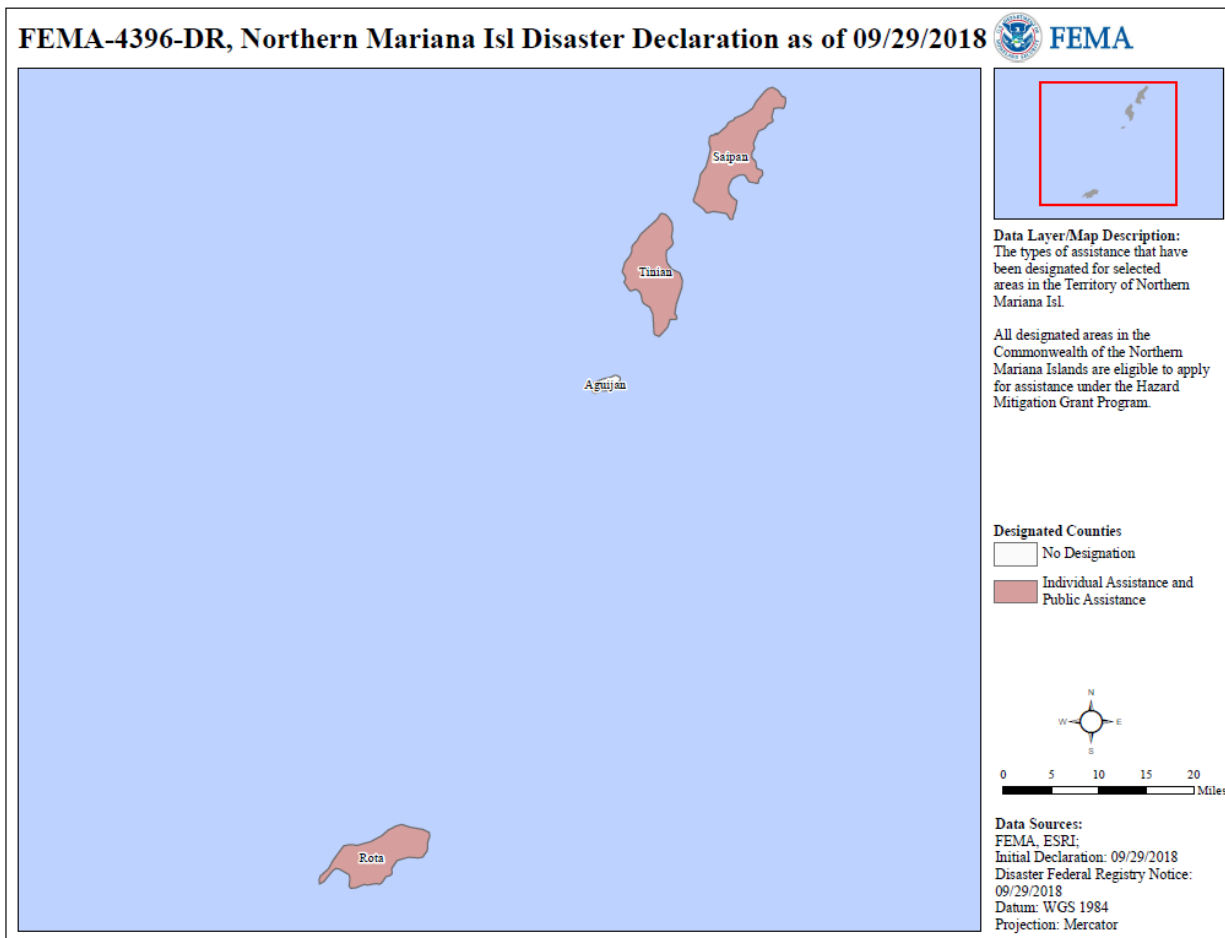 FEMA-4396-DR, Northern Mariana Isl Disaster Declaration as of 09/29/2018
FEMA
Saipan
Tinian
Aguijan
Rota
Data Layer/Map Description:
The types of assistance that have
been designated for selected
areas in the Territory of Northern
Mariana Isl.
All designated areas in the
Commonwealth of the Northern
Mariana Islands are eligible to apply
for assistance under the Hazard
Mitigation Grant Program.
Designated Counties
No Designation
Individual Assistance and
Public Assistance
N
W E
S
0 5 10 15 20
Miles
Data Sources:
FEMA, ESRI;
Initial Declaration: 09/29/2018
Disaster Federal Registry Notice:
09/29/2018
Datum: WGS 1984
Projection: Mercator